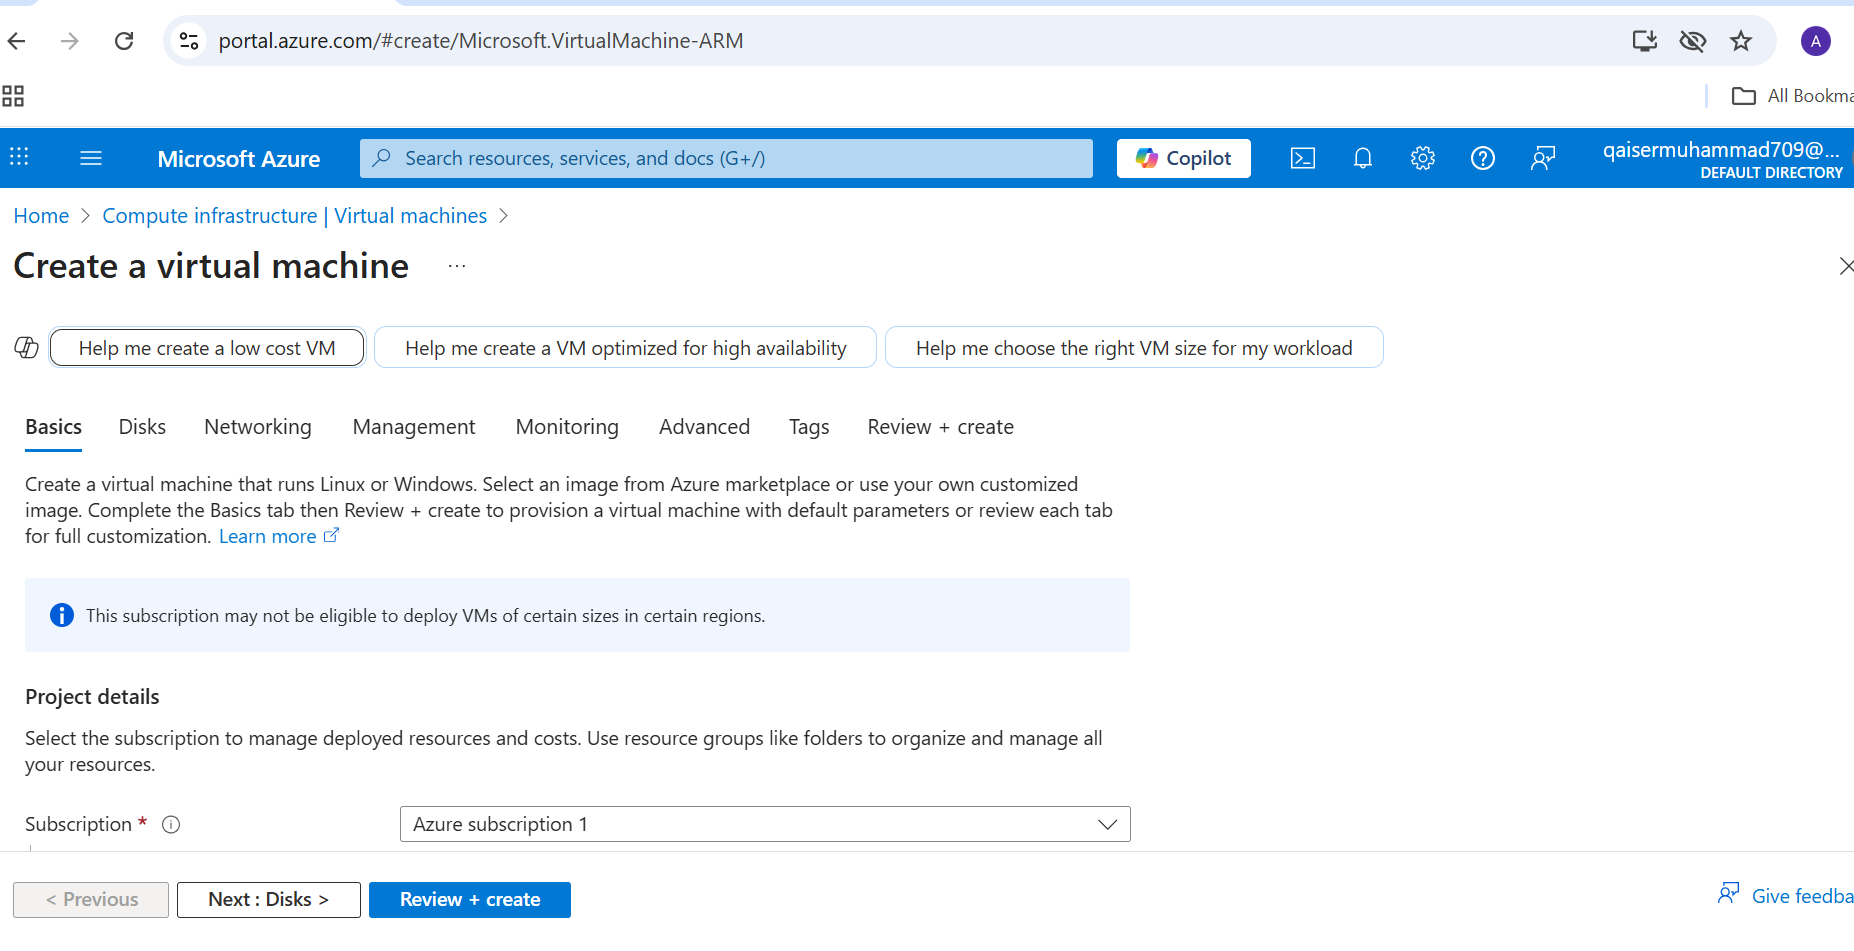 portal.azure.com/#create/Microsoft.VirtualMachine-ARM
A
All Bookma
Microsoft Azure
Search resources, services, and docs (G+/)
Copilot
qaisermuhammad709@...
DEFAULT DIRECTORY
Home > Compute infrastructure | Virtual machines >
Create a virtual machine ...
Help me create a low cost VM
Help me create a VM optimized for high availability
Help me choose the right VM size for my workload
Basics Disks Networking Management Monitoring Advanced Tags Review + create
Create a virtual machine that runs Linux or Windows. Select an image from Azure marketplace or use your own customized
image. Complete the Basics tab then Review + create to provision a virtual machine with default parameters or review each tab
for full customization. Learn more
This subscription may not be eligible to deploy VMs of certain sizes in certain regions.
Project details
Select the subscription to manage deployed resources and costs. Use resource groups like folders to organize and manage all
your resources.
Subscription *
Azure subscription 1
< Previous
Next : Disks >
Review + create
Give feedba